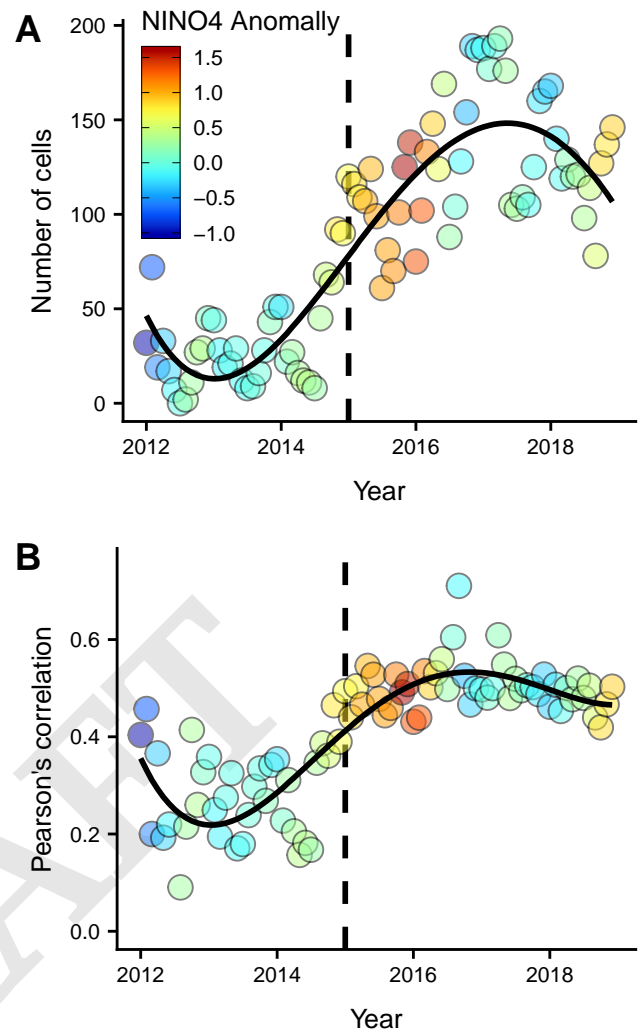 A
NINO4 Anomally
1.5
1.0
0.5
0.0
−0.5
−1.0
200
150
100
50
0
Number of cells
2012 2014 2016 2018
Year
B
0.6
0.4
0.2
0.0
Pearson's correlation
2012 2014 2016 2018
Year
AFT